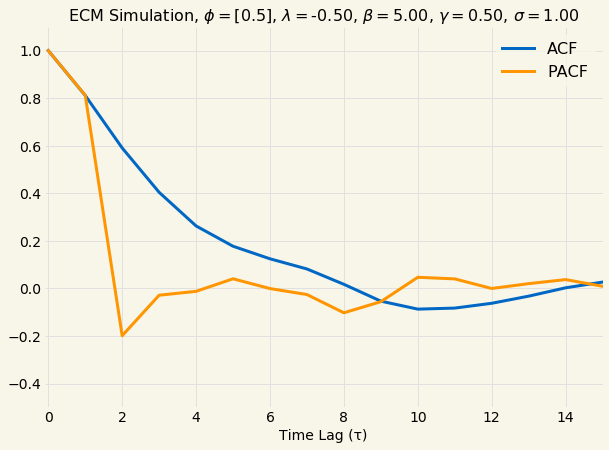 ECM Simulation, ϕ = [0.5], λ = -0.50, β = 5.00, γ = 0.50, σ = 1.00
ACF
PACF
1.0
0.8
0.6
0.4
0.2
0.0
−0.2
−0.4
0 2 4 6 8 10 12 14
Time Lag (τ)